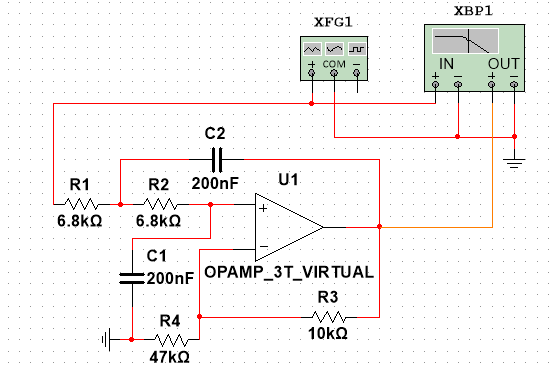 XFG1
XBP1
COM
IN
OUT
C2
200nF
U1
R1
6.8kΩ
R2
6.8kΩ
C1
200nF
OPAMP_3T_VIRTUAL
R3
10kΩ
R4
47kΩ